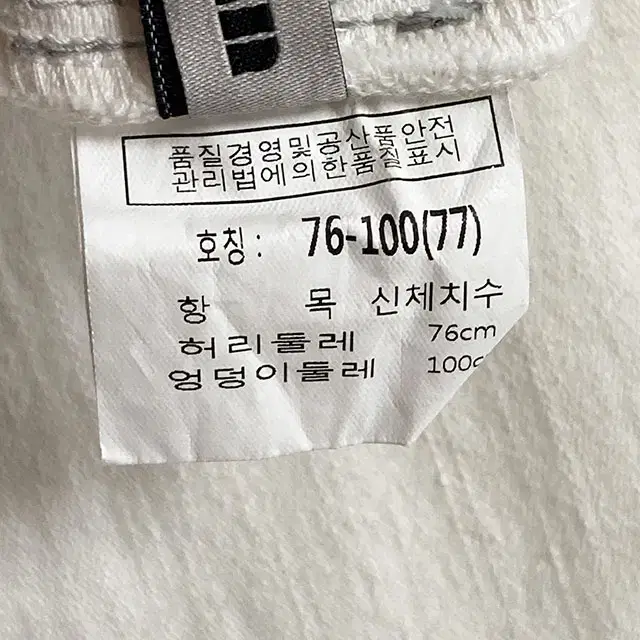 품질경영및공산품안전
관리법에의한품질표시
호칭 : 76-100(77)
항 목 신체치수
허리둘레 76cm
엉덩이둘레 100c